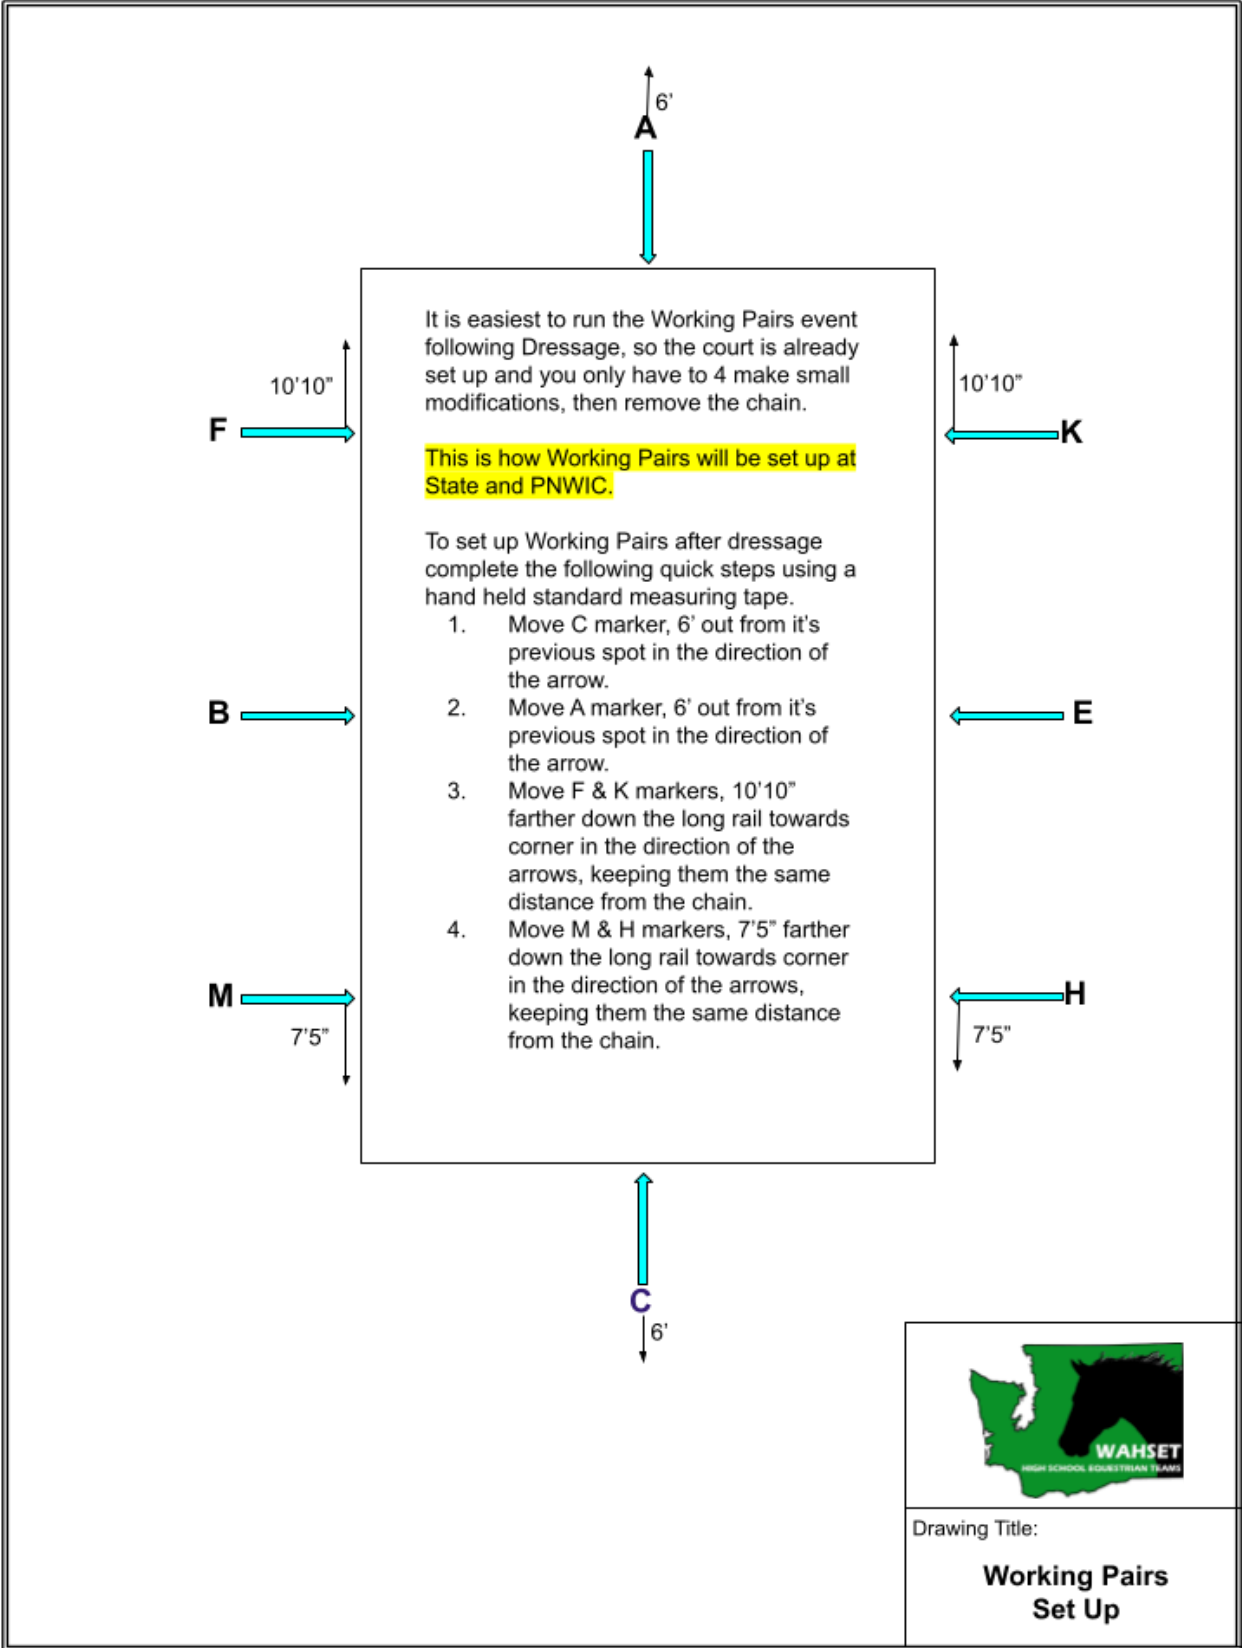 6’
A
It is easiest to run the Working Pairs event
following Dressage, so the court is already
set up and you only have to 4 make small
modifications, then remove the chain.
10’10”
10’10”
F
K
This is how Working Pairs will be set up at
State and PNWIC.
To set up Working Pairs after dressage
complete the following quick steps using a
hand held standard measuring tape.
1. Move C marker, 6’ out from it’s
previous spot in the direction of
the arrow.
2. Move A marker, 6’ out from it’s
previous spot in the direction of
the arrow.
B
E
3. Move F & K markers, 10’10”
farther down the long rail towards
corner in the direction of the
arrows, keeping them the same
distance from the chain.
4. Move M & H markers, 7’5” farther
down the long rail towards corner
in the direction of the arrows,
keeping them the same distance
from the chain.
M
H
7’5”
7’5”
C
6’
WAHSET
HIGH SCHOOL EQUESTRIAN TEAMS
Drawing Title:
Working Pairs
Set Up